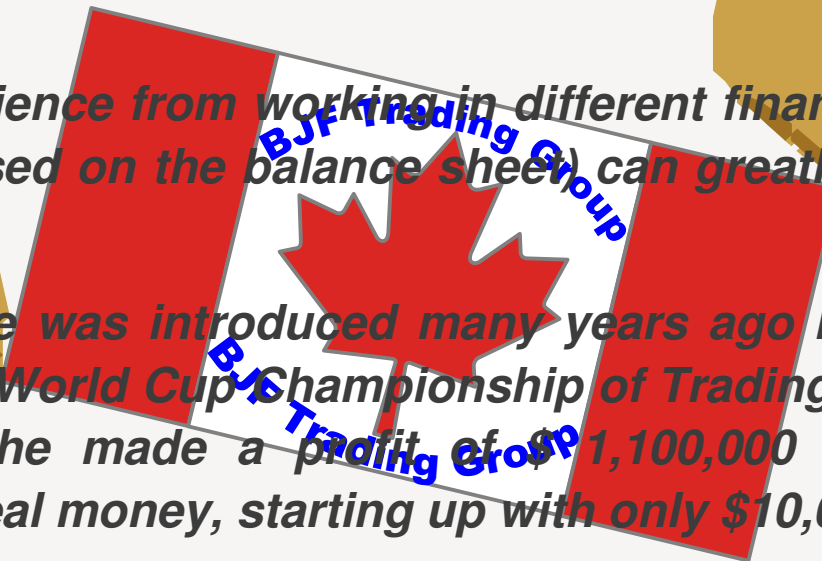 BJF Trading Group
ience from working in different finan
sed on the balance sheet) can greatl
e was introduced many years ago
World Cup Championship of Trading
he made a profit of $ 1,100,000
eal money, starting up with only $10,0
BJF Trading Group